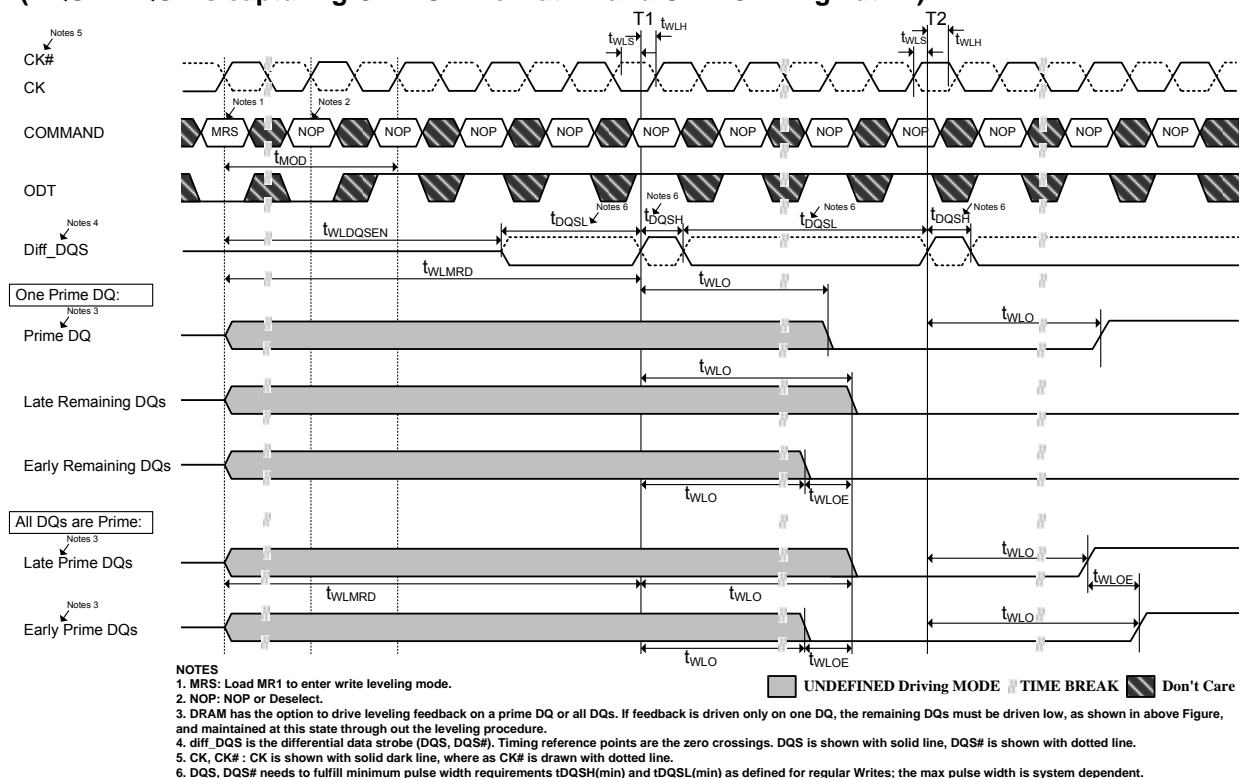 T1
T2
tWLS
tWLH
tWLS
tWLH
Notes 5
CK#
CK
Notes 1
Notes 2
COMMAND
MRS
NOP
NOP
NOP
NOP
NOP
NOP
NOP
NOP
NOP
NOP
NOP
tMOD
ODT
Notes 6
Notes 6
Notes 6
Notes 6
tDQSL
tDQSH
tDQSL
tDQSH
Notes 4
Diff_DQS
tWLDQSEN
tWLMRD
tWLO
One Prime DQ:
Notes 3
Prime DQ
tWLO
tWLO
Late Remaining DQs
Early Remaining DQs
tWLO
tWLOE
All DQs are Prime:
Notes 3
Late Prime DQs
tWLO
tWLOE
tWLMRD
tWLO
Notes 3
Early Prime DQs
tWLO
tWLO
tWLOE
NOTES
1. MRS: Load MR1 to enter write leveling mode.
2. NOP: NOP or Deselect.
UNDEFINED Driving MODE
TIME BREAK
Don't Care
3. DRAM has the option to drive leveling feedback on a prime DQ or all DQs. If feedback is driven only on one DQ, the remaining DQs must be driven low, as shown in above Figure,
and maintained at this state through out the leveling procedure.
4. diff_DQS is the differential data strobe (DQS, DQS#). Timing reference points are the zero crossings. DQS is shown with solid line, DQS# is shown with dotted line.
5. CK, CK# : CK is shown with solid dark line, where as CK# is drawn with dotted line.
6. DQS, DQS# needs to fulfill minimum pulse width requirements tDQSH(min) and tDQSL(min) as defined for regular Writes; the max pulse width is system dependent.